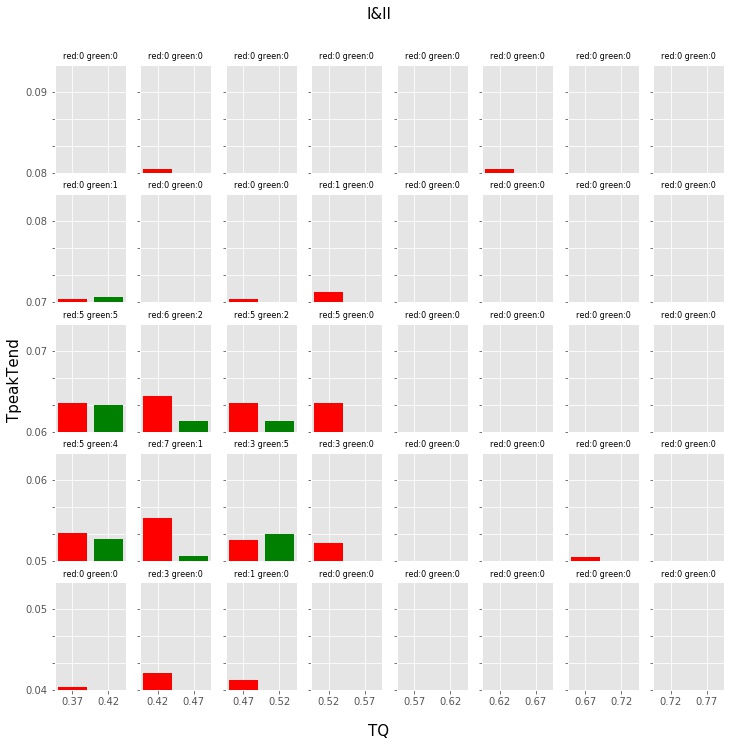 I&II
red:0 green:0 red:0 green:0 red:0 green:0 red:0 green:0 red:0 green:0 red:0 green:0 red:0 green:0 red:0 green:0
0.09
0.08
red:0 green:1 red:0 green:0 red:0 green:0 red:1 green:0 red:0 green:0 red:0 green:0 red:0 green:0 red:0 green:0
0.08
0.07
red:5 green:5 red:6 green:2 red:5 green:2 red:5 green:0 red:0 green:0 red:0 green:0 red:0 green:0 red:0 green:0
0.07
TpeakTend
0.06
red:5 green:4 red:7 green:1 red:3 green:5 red:3 green:0 red:0 green:0 red:0 green:0 red:0 green:0 red:0 green:0
0.06
0.05
red:0 green:0 red:3 green:0 red:1 green:0 red:0 green:0 red:0 green:0 red:0 green:0 red:0 green:0 red:0 green:0
0.05
0.04
0.37 0.42 0.42 0.47 0.47 0.52 0.52 0.57 0.57 0.62 0.62 0.67 0.67 0.72 0.72 0.77
TQ